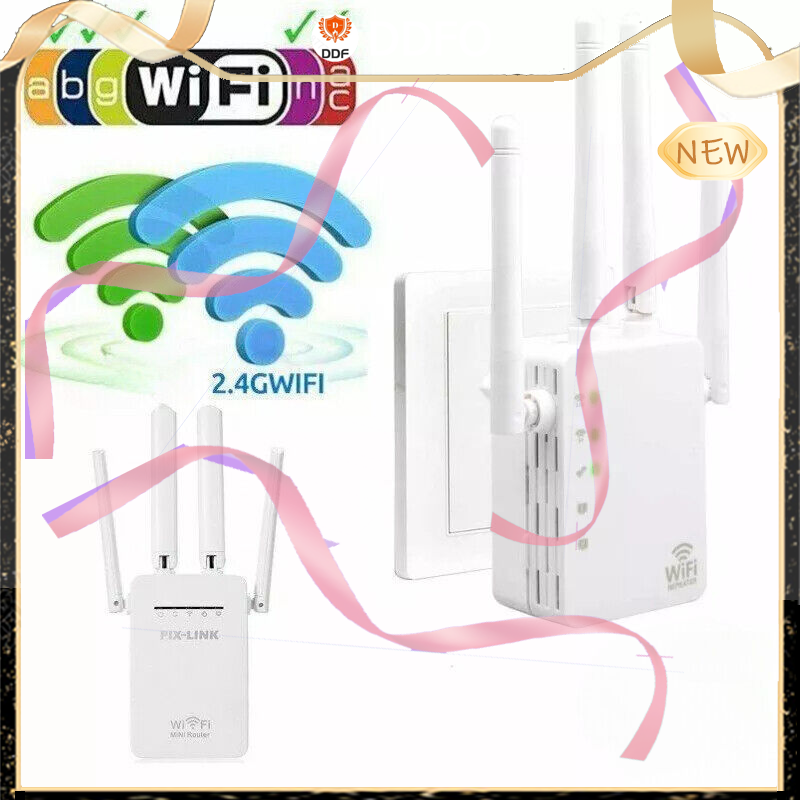 DDF
a b g WiFi n ac
NEW
2.4GWIFI
WiFi
REPEATER
PIX-LINK
WiFi
MINI Router